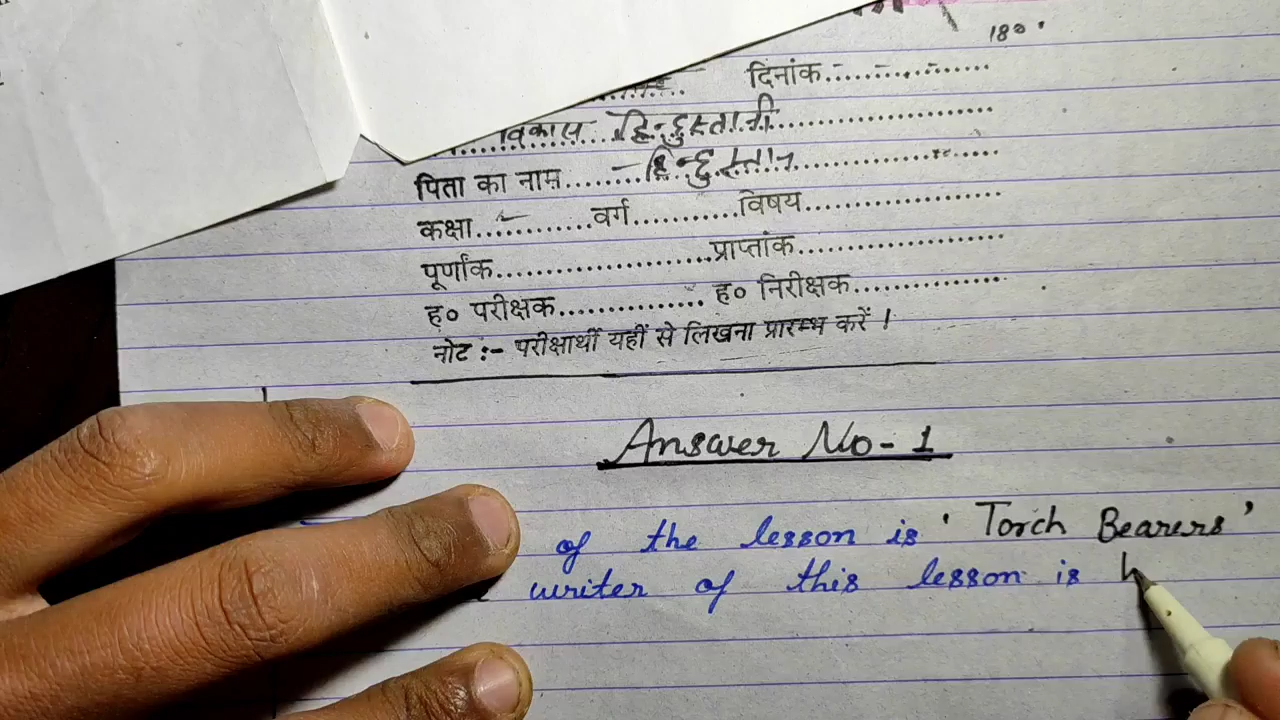 180°
दिनांक....................
विकास हिन्दुस्तानी
पिता का नाम.......हिन्दुस्तान..................
कक्षा............वर्ग...........विषय....................
पूर्णांक......................प्राप्तांक....................
ह० परीक्षक............... ह० निरीक्षक...............
नोट :- परीक्षार्थी यहीं से लिखना प्रारम्भ करें ।
Answer No - 1
of the lesson is ' Torch Bearers '
writer of this lesson is